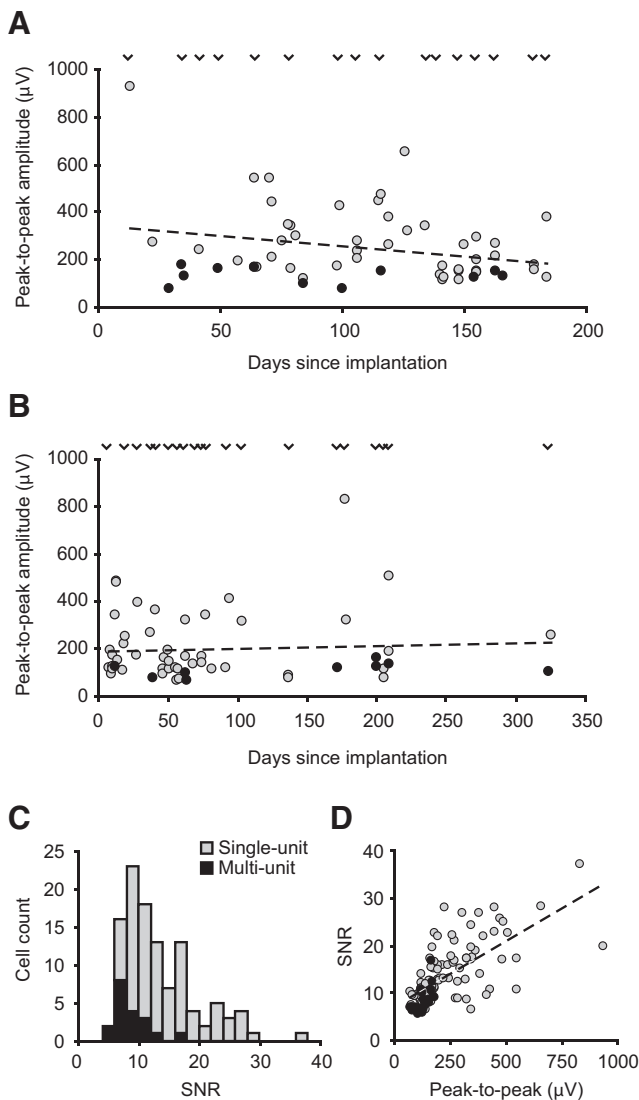 A
Peak-to-peak amplitude (µV)
1000
800
600
400
200
0
0 50 100 150 200
Days since implantation
B
Peak-to-peak amplitude (µV)
1000
800
600
400
200
0
0 50 100 150 200 250 300 350
Days since implantation
C
Cell count
25
20
15
10
5
0
0 10 20 30 40
SNR
Single-unit
Multi-unit
D
SNR
40
30
20
10
0
0 250 500 750 1000
Peak-to-peak (µV)